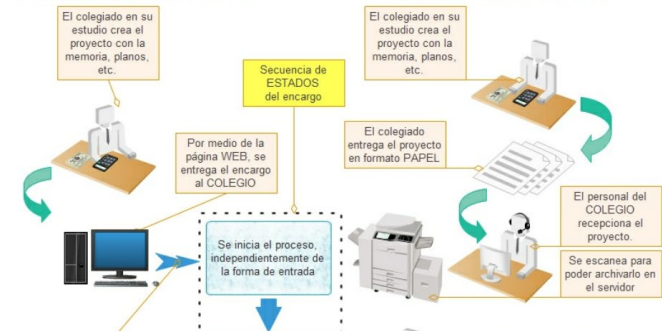 El colegiado en su
estudio crea el
proyecto con la
memoria, planos,
etc.
El colegiado en su
estudio crea el
proyecto con la
memoria, planos,
etc.
Secuencia de
ESTADOS
del encargo
Por medio de la
página WEB, se
entrega el encargo
al COLEGIO
El colegiado
entrega el proyecto
en formato PAPEL
El personal del
COLEGIO
recepciona el
proyecto.
Se inicia el proceso,
independientemente de
la forma de entrada
Se escanea para
poder archivarlo en
el servidor